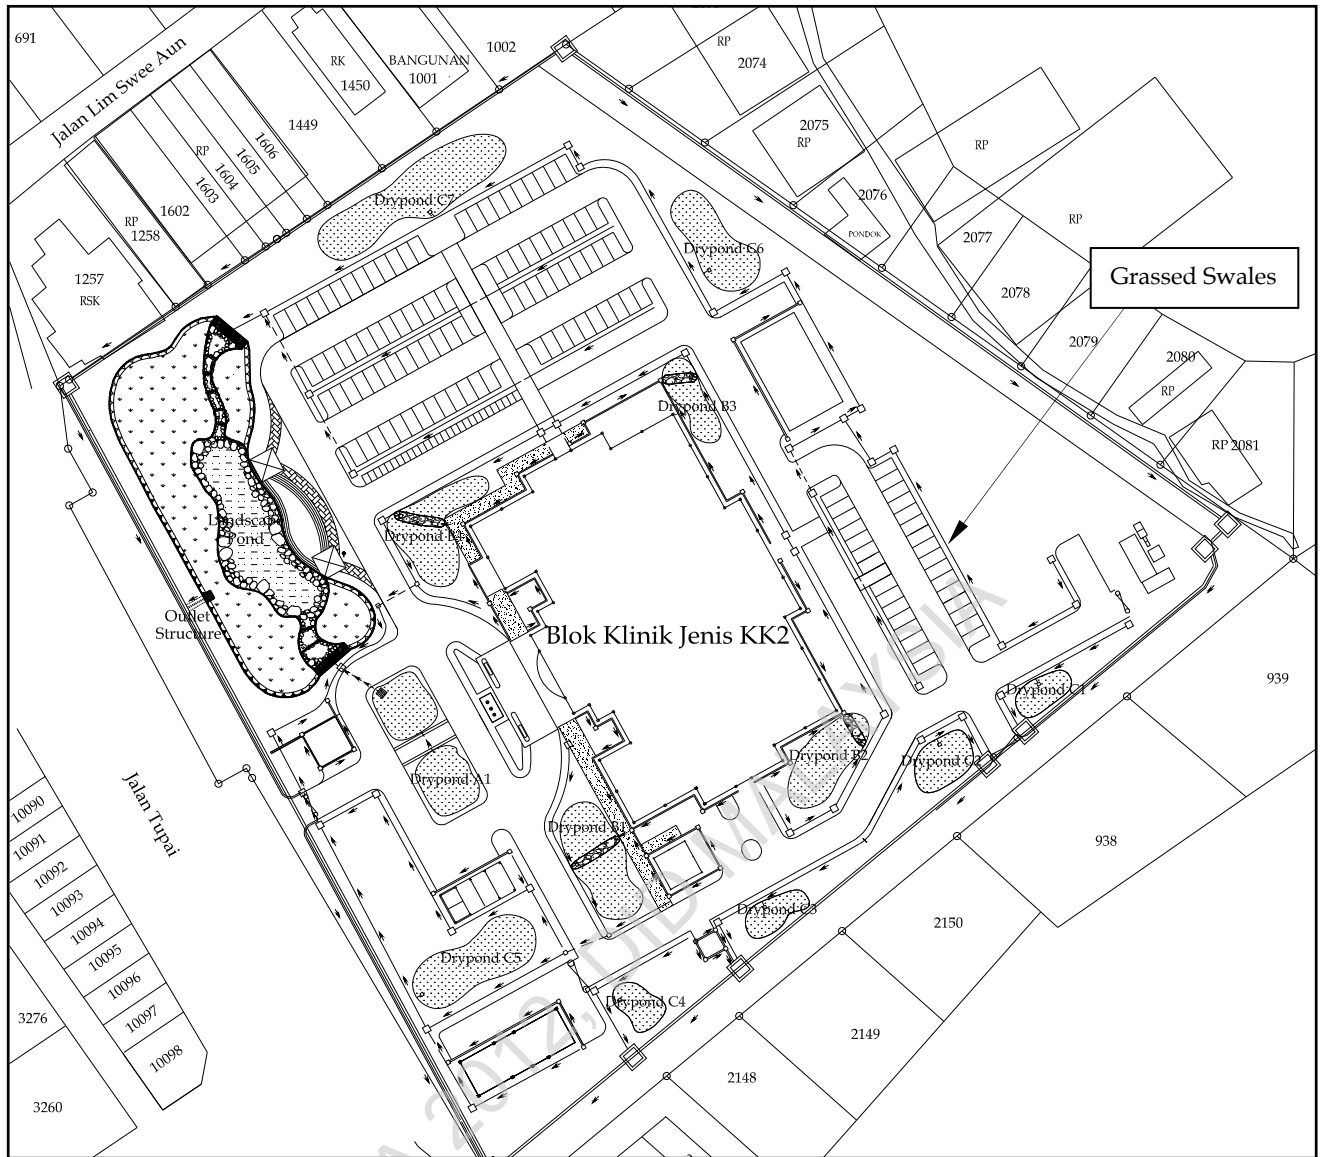 691
Jalan Lim Swee Aun
RK
1450
BANGUNAN
1001
1002
RP
2074
1449
1606
1605
RP
1604
1603
1602
RP
1258
1257
RSK
2075
RP
RP
2076
PONDOK
RP
2077
2078
Grassed Swales
2079
2080
RP
RP 2081
Drypond C7
Drypond C6
Drypond B3
Drypond B4
Landscape
Pond
Outlet
Structure
Blok Klinik Jenis KK2
Drypond C1
939
Drypond B2
Drypond C2
Drypond A1
Drypond B1
938
Jalan Tupai
10090
10091
10092
10093
10094
10095
10096
10097
10098
3276
3260
Drypond C3
2150
Drypond C5
Drypond C4
2149
2148
A 2012, DID MALAYSIA